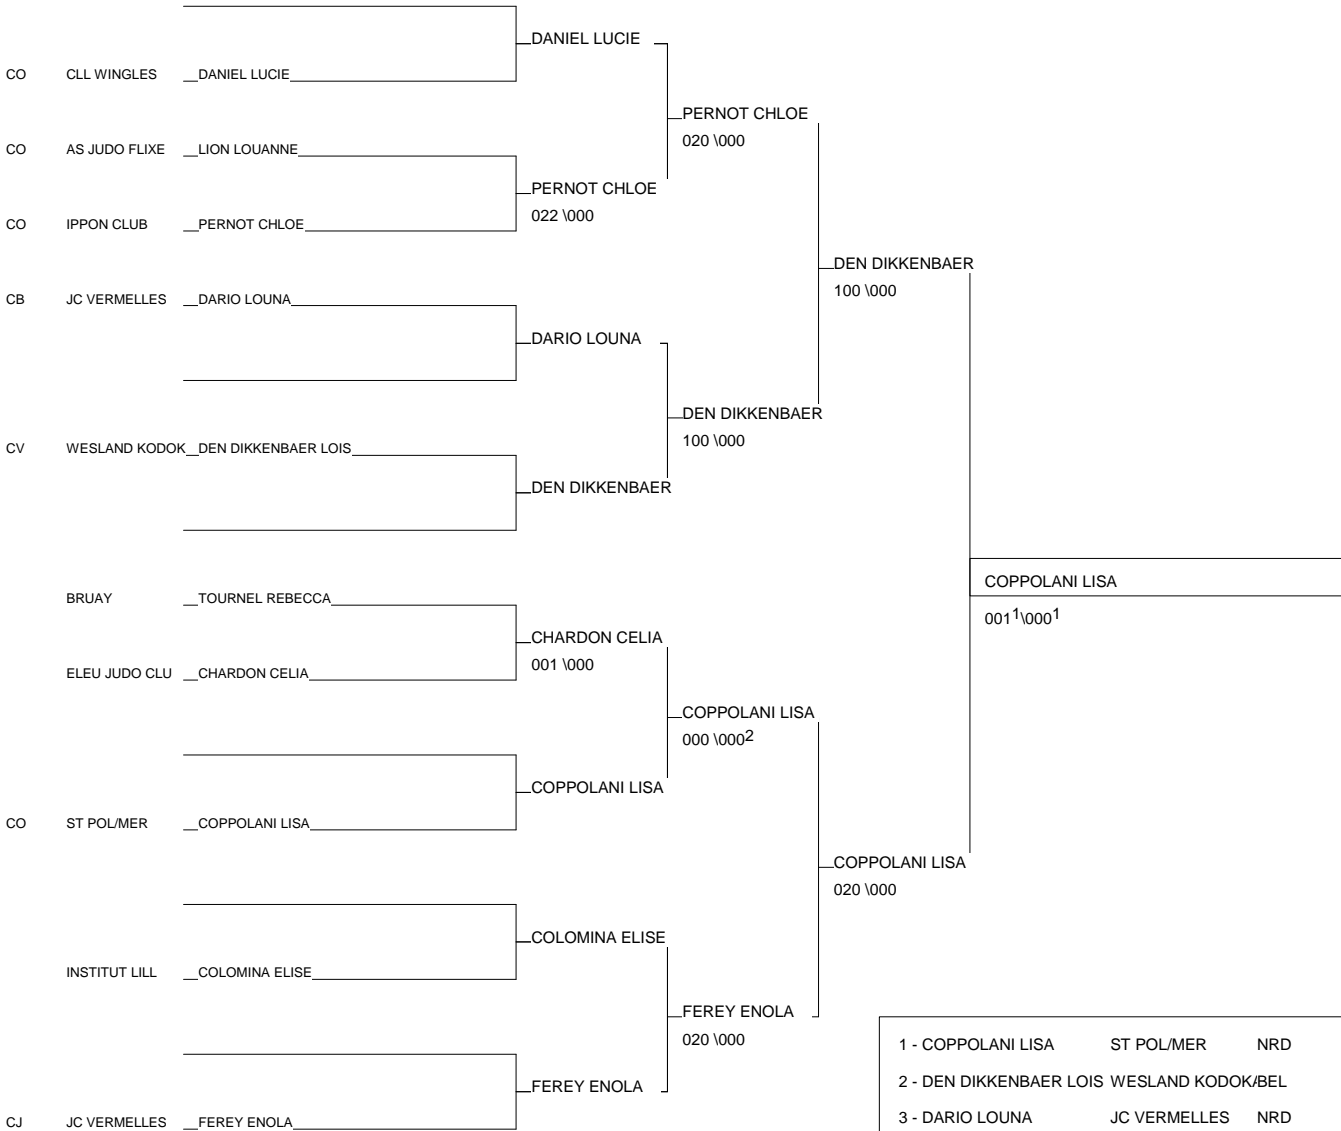 DANIEL LUCIE
CO CLL WINGLES DANIEL LUCIE
PERNOT CHLOE
020 \000
CO AS JUDO FLIXE LION LOUANNE
PERNOT CHLOE
022 \000
CO IPPON CLUB PERNOT CHLOE
DEN DIKKENBAER
100 \000
CB JC VERMELLES DARIO LOUNA
DARIO LOUNA
DEN DIKKENBAER
100 \000
CV WESLAND KODOK DEN DIKKENBAER LOIS
DEN DIKKENBAER
COPPOLANI LISA
001¹\000¹
BRUAY TOURNEL REBECCA
CHARDON CELIA
001 \000
ELEU JUDO CLU CHARDON CELIA
COPPOLANI LISA
000 \000²
COPPOLANI LISA
CO ST POL/MER COPPOLANI LISA
COPPOLANI LISA
020 \000
COLOMINA ELISE
INSTITUT LILL COLOMINA ELISE
FEREY ENOLA
020 \000
1 - COPPOLANI LISA ST POL/MER NRD
2 - DEN DIKKENBAER LOIS WESLAND KODOKA BEL
FEREY ENOLA
3 - DARIO LOUNA JC VERMELLES NRD
CJ JC VERMELLES FEREY ENOLA